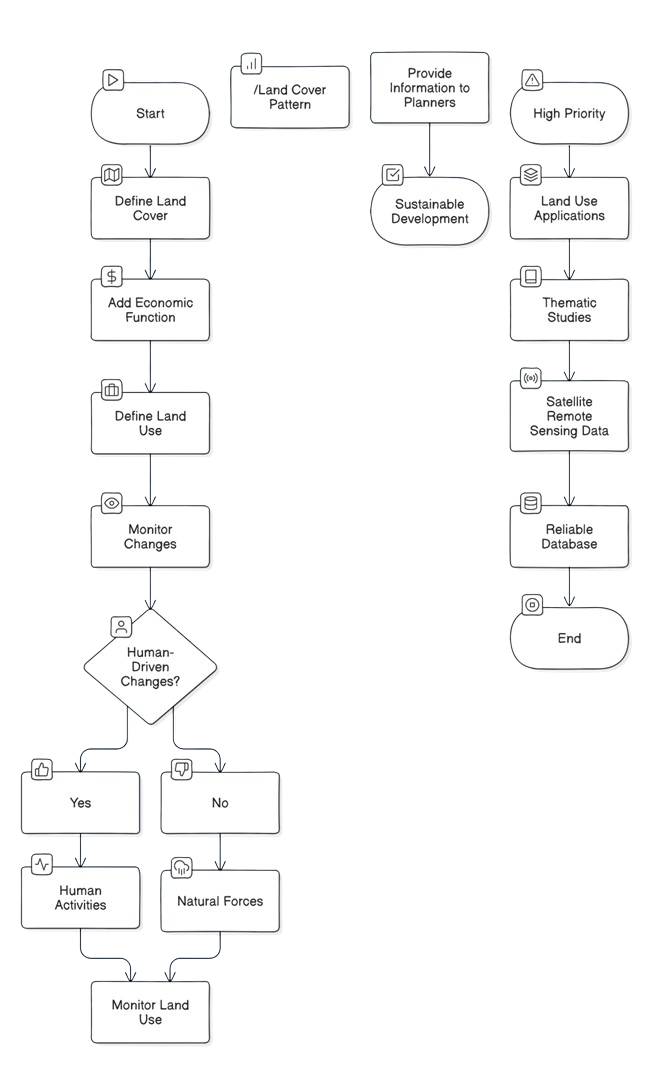 Start
Define Land
Cover
Add Economic
Function
Define Land
Use
Monitor
Changes
Human-
Driven
Changes?
Yes
No
Human
Activities
Natural Forces
Monitor Land
Use
/Land Cover
Pattern
Provide
Information to
Planners
Sustainable
Development
High Priority
Land Use
Applications
Thematic
Studies
Satellite
Remote
Sensing Data
Reliable
Database
End